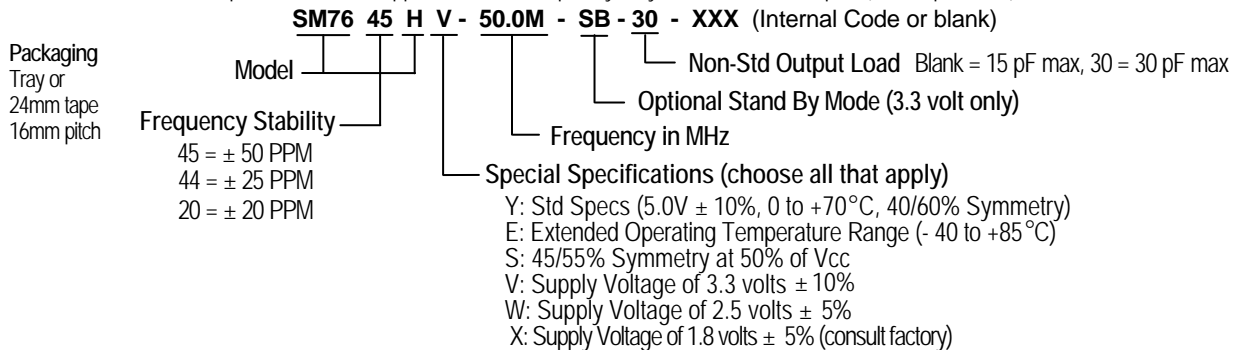 SM76 45 H V - 50.0M - SB - 30 - XXX (Internal Code or blank)
Packaging
Tray or
24mm tape
16mm pitch
Model
Non-Std Output Load Blank = 15 pF max, 30 = 30 pF max
Optional Stand By Mode (3.3 volt only)
Frequency Stability
Frequency in MHz
45 = ± 50 PPM
44 = ± 25 PPM
20 = ± 20 PPM
Special Specifications (choose all that apply)
Y: Std Specs (5.0V ± 10%, 0 to +70°C, 40/60% Symmetry)
E: Extended Operating Temperature Range (- 40 to +85°C)
S: 45/55% Symmetry at 50% of Vcc
V: Supply Voltage of 3.3 volts ± 10%
W: Supply Voltage of 2.5 volts ± 5%
X: Supply Voltage of 1.8 volts ± 5% (consult factory)